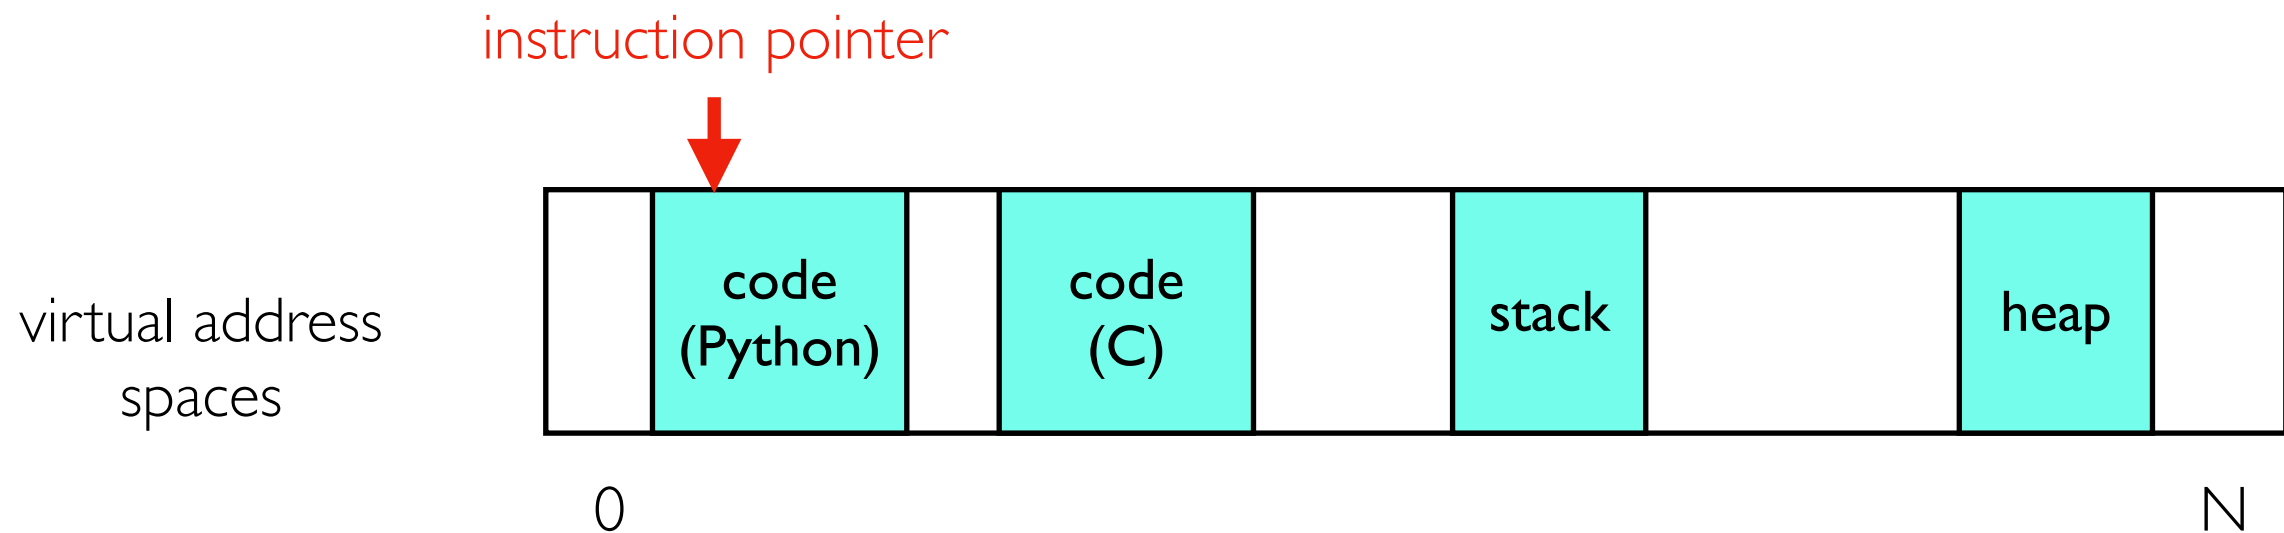 instruction pointer
virtual address
spaces
code
(Python)
code
(C)
stack
heap
0
N